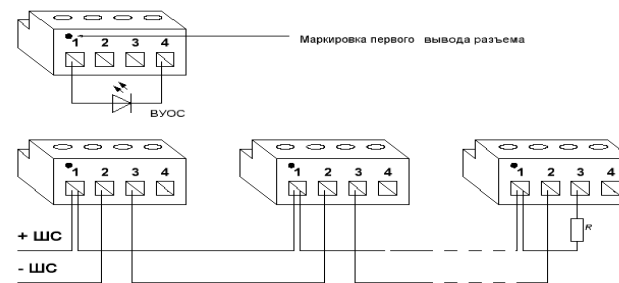 1 2 3 4
Маркировка первого вывода разъема
ВУОС
1 2 3 4
1 2 3 4
1 2 3 4
+ ШС
R
- ШС